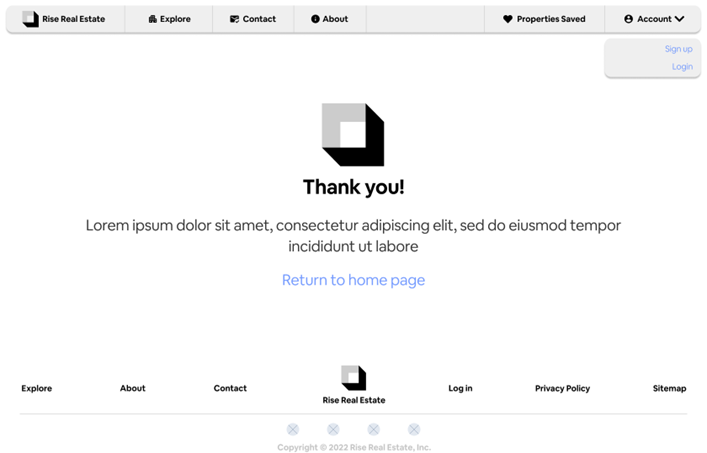 Rise Real Estate
Explore
Contact
About
Properties Saved
Account
Sign up
Login
Thank you!
Lorem ipsum dolor sit amet, consectetur adipiscing elit, sed do eiusmod tempor
incididunt ut labore
Return to home page
Explore
About
Contact
Rise Real Estate
Log in
Privacy Policy
Sitemap
Copyright © 2022 Rise Real Estate, Inc.